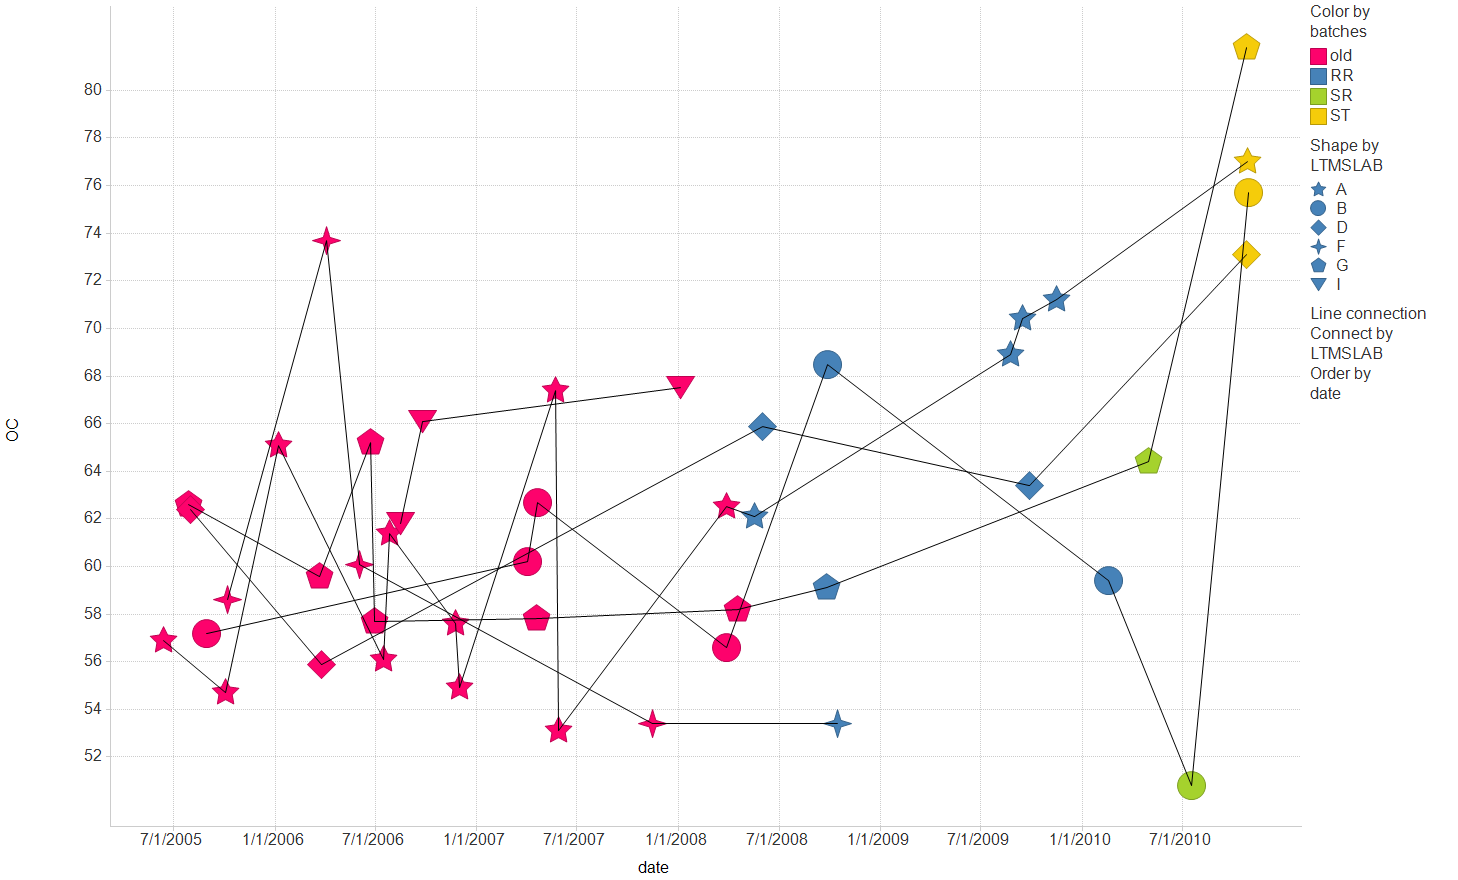 Color by
batches
old
RR
SR
ST
Shape by
LTMSLAB
A
B
D
F
G
I
Line connection
Connect by
LTMSLAB
Order by
date
OC
80
78
76
74
72
70
68
66
64
62
60
58
56
54
52
7/1/2005 1/1/2006 7/1/2006 1/1/2007 7/1/2007 1/1/2008 7/1/2008 1/1/2009 7/1/2009 1/1/2010 7/1/2010
date